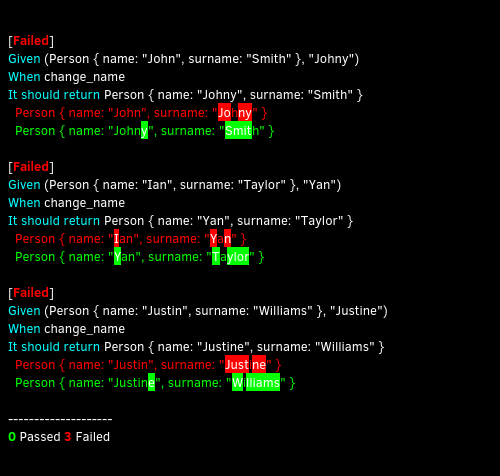 [Failed]
Given (Person { name: "John", surname: "Smith" }, "Johny")
When change_name
It should return Person { name: "Johny", surname: "Smith" }
Person { name: "John", surname: "Johny" }
Person { name: "Johny", surname: "Smith" }
[Failed]
Given (Person { name: "Ian", surname: "Taylor" }, "Yan")
When change_name
It should return Person { name: "Yan", surname: "Taylor" }
Person { name: "Ian", surname: "Yan" }
Person { name: "Yan", surname: "Taylor" }
[Failed]
Given (Person { name: "Justin", surname: "Williams" }, "Justine")
When change_name
It should return Person { name: "Justine", surname: "Williams" }
Person { name: "Justin", surname: "Justine" }
Person { name: "Justine", surname: "Williams" }
--------------------
0 Passed 3 Failed